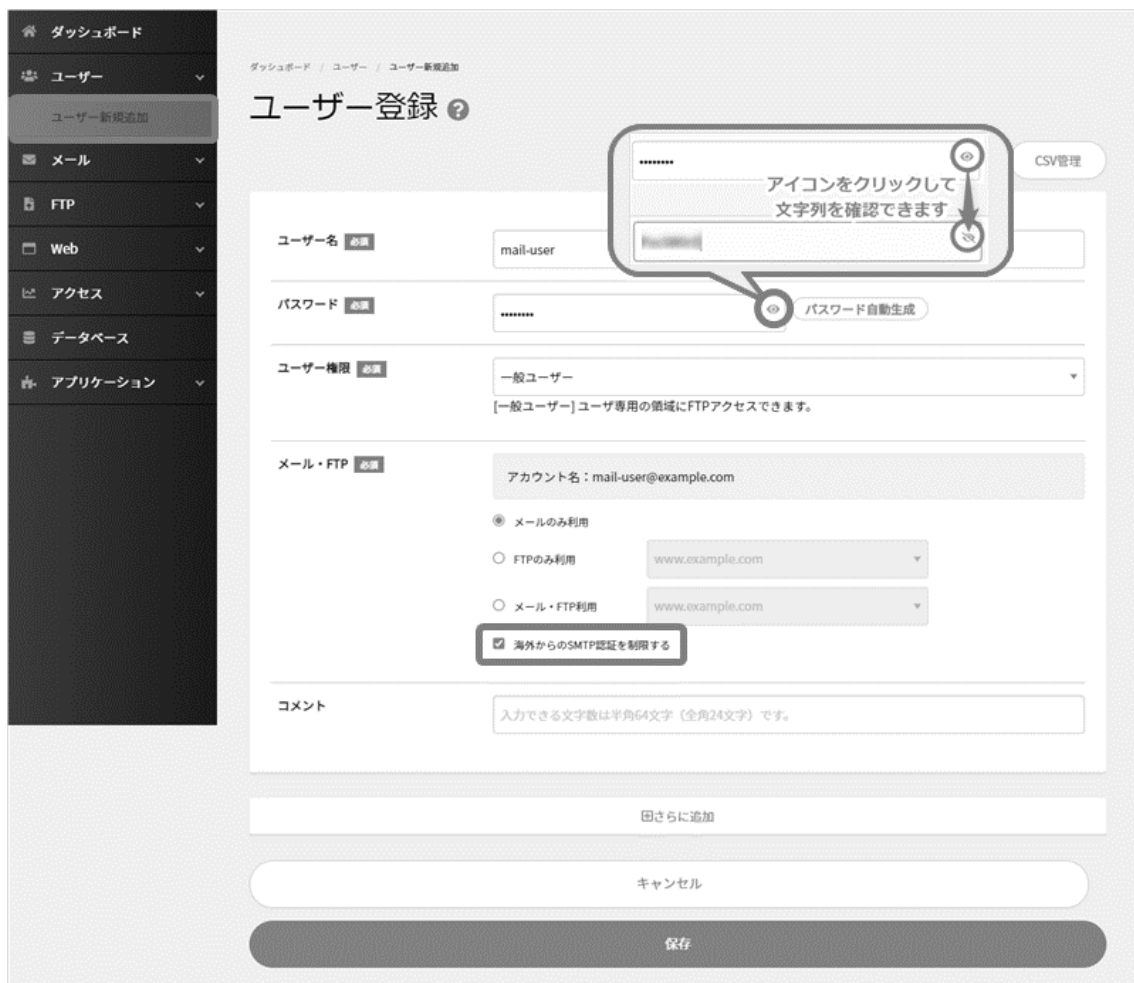 ダッシュボード
ユーザー
ユーザー新規追加
メール
FTP
Web
アクセス
データベース
アプリケーション
ダッシュボード / ユーザー / ユーザー新規追加
ユーザー登録 ?
CSV管理
••••••••
アイコンをクリックして
文字列を確認できます
ユーザー名 必須
mail-user
パスワード 必須
••••••••
パスワード自動生成
ユーザー権限 必須
一般ユーザー
[一般ユーザー] ユーザ専用の領域にFTPアクセスできます。
メール・FTP 必須
アカウント名：mail-user@example.com
メールのみ利用
FTPのみ利用 www.example.com
メール・FTP利用 www.example.com
海外からのSMTP認証を制限する
コメント
入力できる文字数は半角64文字（全角24文字）です。
さらに追加
キャンセル
保存